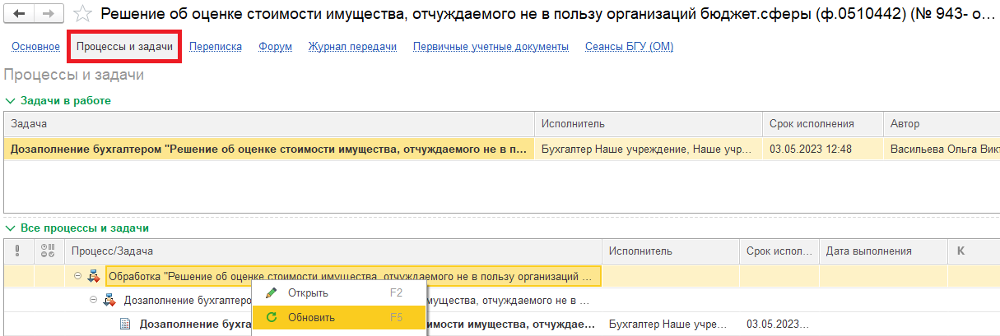 Решение об оценке стоимости имущества, отчуждаемого не в пользу организаций бюджет.сферы (ф.0510442) (№ 943- о...
Основное Процессы и задачи Переписка Форум Журнал передачи Первичные учетные документы Сеансы БГУ (ОМ)
Процессы и задачи
Задачи в работе
Задача Исполнитель Срок исполнения Автор
Дозаполнение бухгалтером "Решение об оценке стоимости имущества, отчуждаемого не в п... Бухгалтер Наше учреждение, Наше учр... 03.05.2023 12:48 Васильева Ольга Викт
Все процессы и задачи
Процесс/Задача Исполнитель Срок испол... Дата выполнения К
Обработка "Решение об оценке стоимости имущества, отчуждаемого не в пользу организаций ...
Открыть F2
Дозаполнение бухгалтеро мости имущества, отчуждаемого не в ...
Обновить F5
Дозаполнение бухга тоимости имущества, отчуждае... Бухгалтер Наше учре... 03.05.2023...